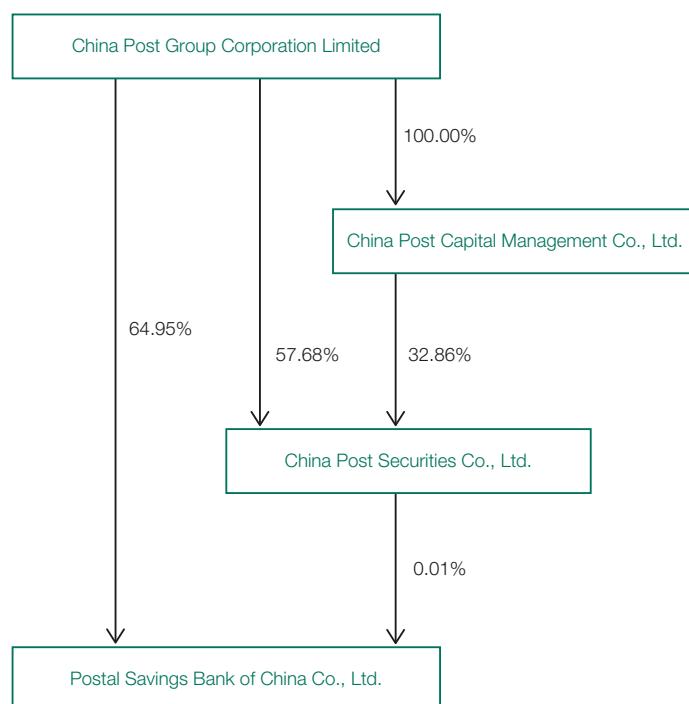 China Post Group Corporation Limited
100.00%
China Post Capital Management Co., Ltd.
64.95%
57.68%
32.86%
China Post Securities Co., Ltd.
0.01%
Postal Savings Bank of China Co., Ltd.